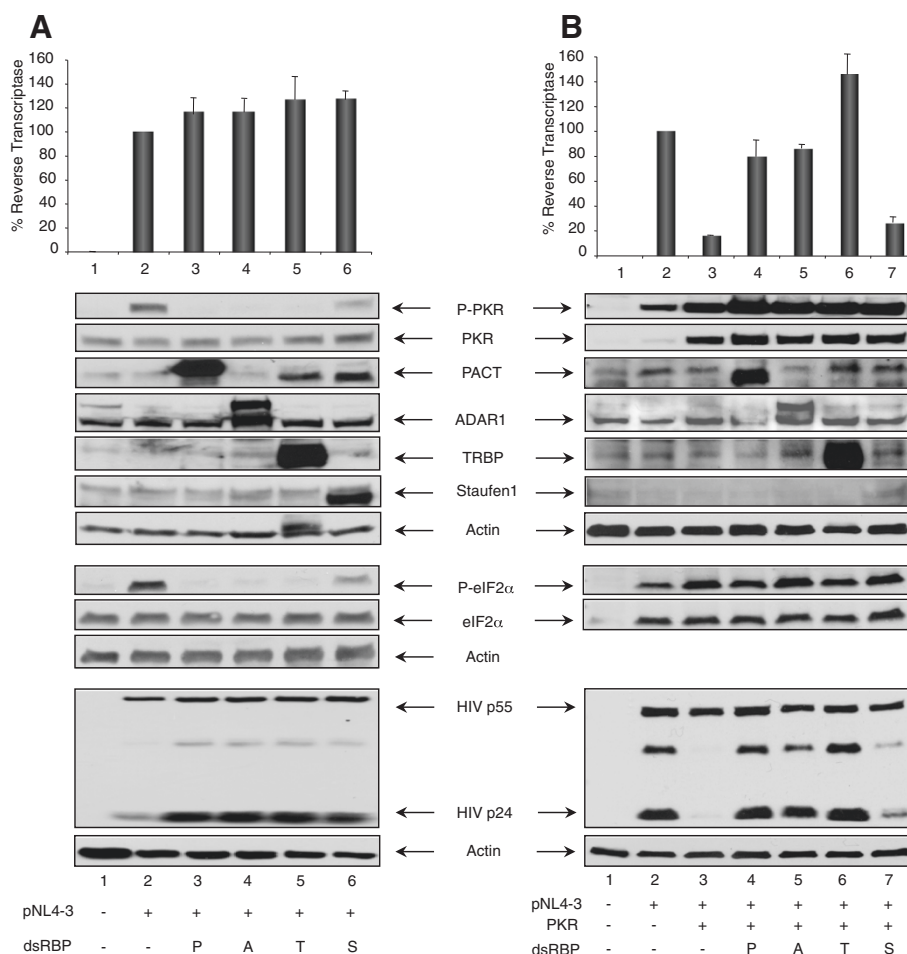 A
B
160
140
120
100
80
60
40
20
0
% Reverse Transcriptase
1 2 3 4 5 6
160
140
120
100
80
60
40
20
0
% Reverse Transcriptase
1 2 3 4 5 6 7
P-PKR
PKR
PACT
ADAR1
TRBP
Staufen1
Actin
P-eIF2α
eIF2α
Actin
HIV p55
HIV p24
Actin
1 2 3 4 5 6
pNL4-3 - + + + + +
dsRBP - - P A T S
1 2 3 4 5 6 7
pNL4-3 - + + + + + +
PKR - - + + + + +
dsRBP - - - P A T S